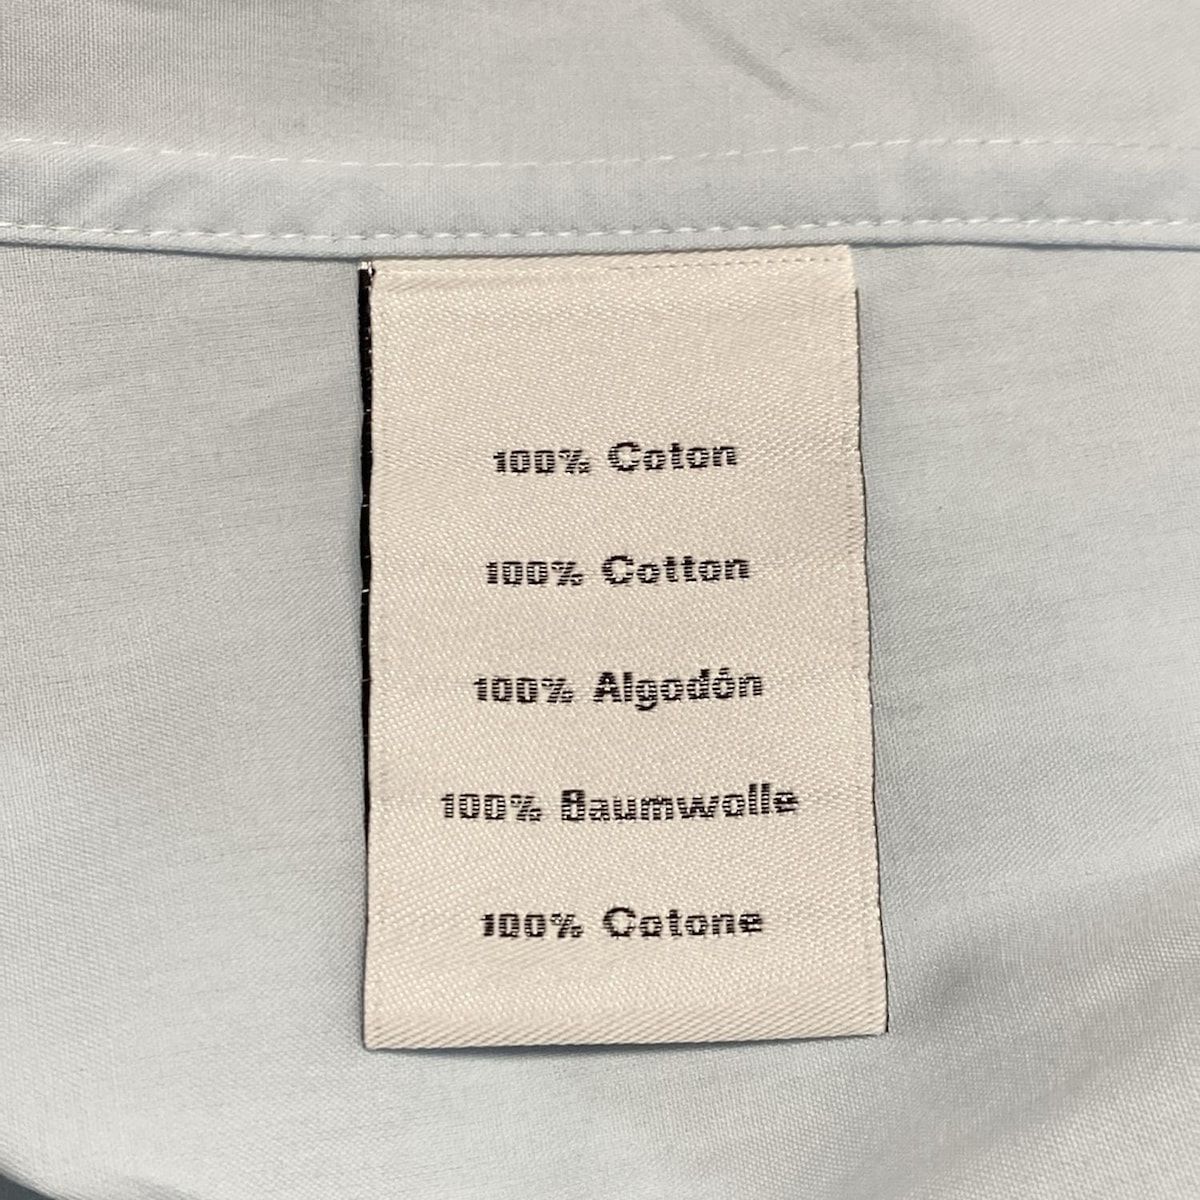 100% Coton
100% Cotton
100% Algodón
100% Baumwolle
100% Cotone